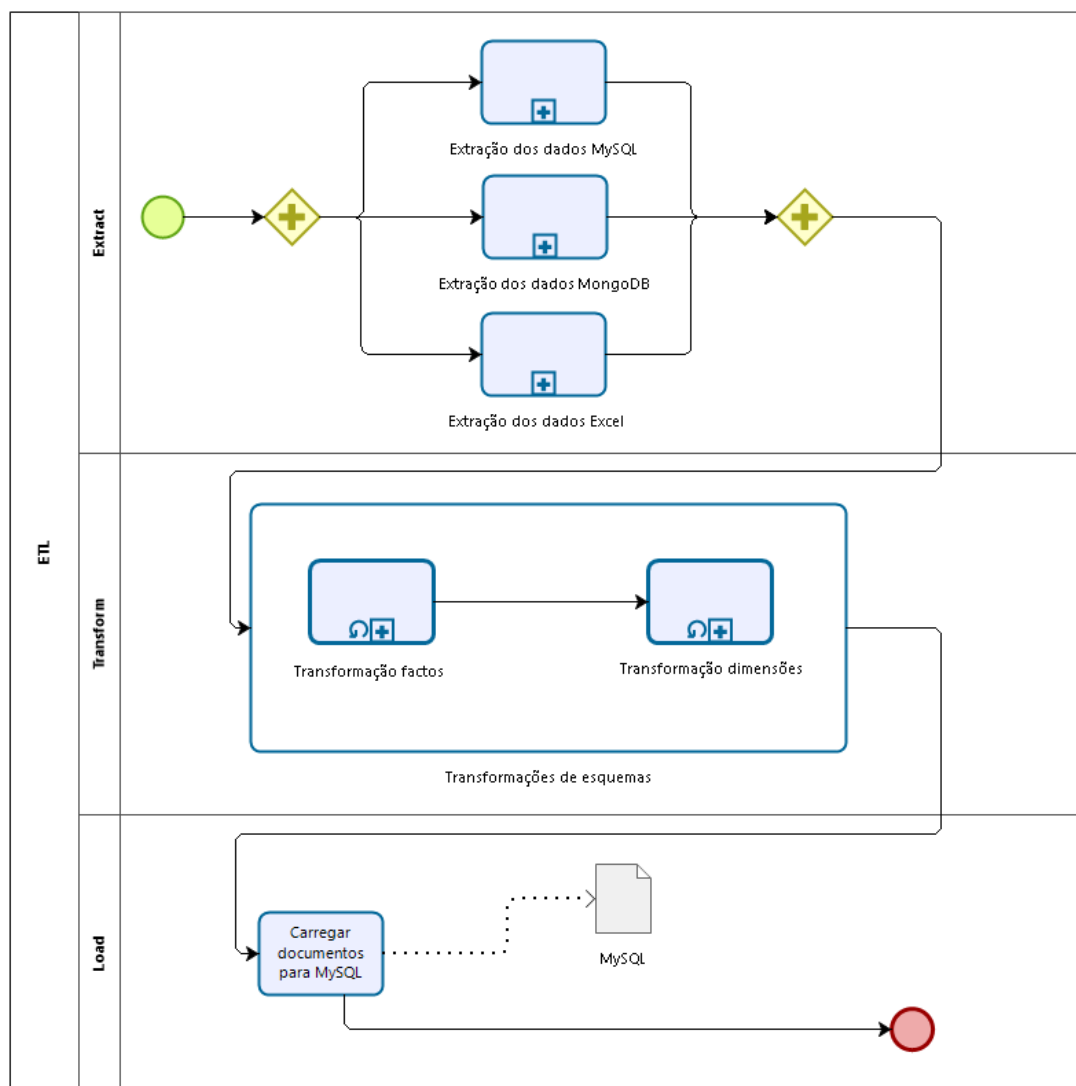 ETL
Extract
Extração dos dados MySQL
Extração dos dados MongoDB
Extração dos dados Excel
Transform
Transformação factos
Transformação dimensões
Transformações de esquemas
Load
Carregar
documentos
para MySQL
MySQL